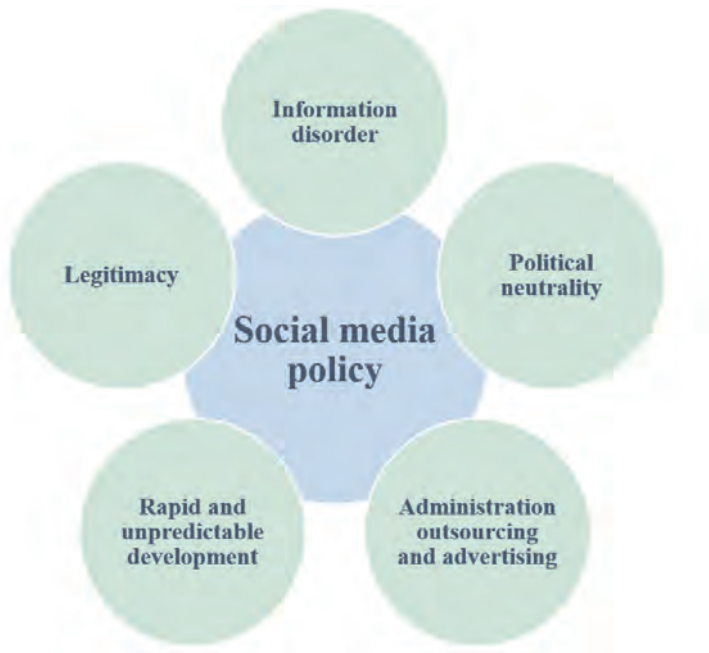 Information
disorder
Legitimacy
Political
neutrality
Social media
policy
Rapid and
unpredictable
development
Administration
outsourcing
and advertising